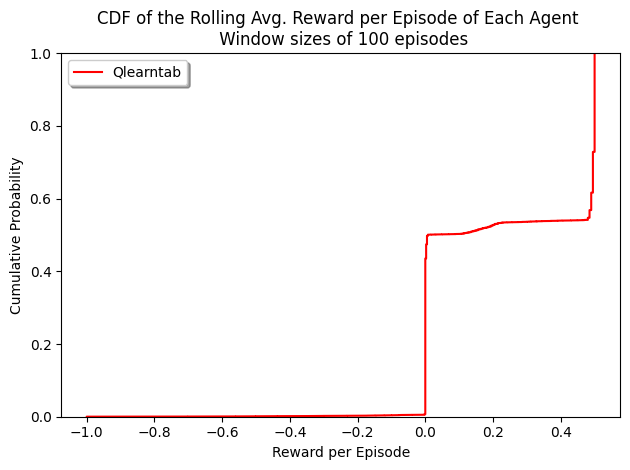 CDF of the Rolling Avg. Reward per Episode of Each Agent
Window sizes of 100 episodes
Qlearntab
1.0
0.8
0.6
0.4
0.2
0.0
Cumulative Probability
−1.0 −0.8 −0.6 −0.4 −0.2 0.0 0.2 0.4
Reward per Episode